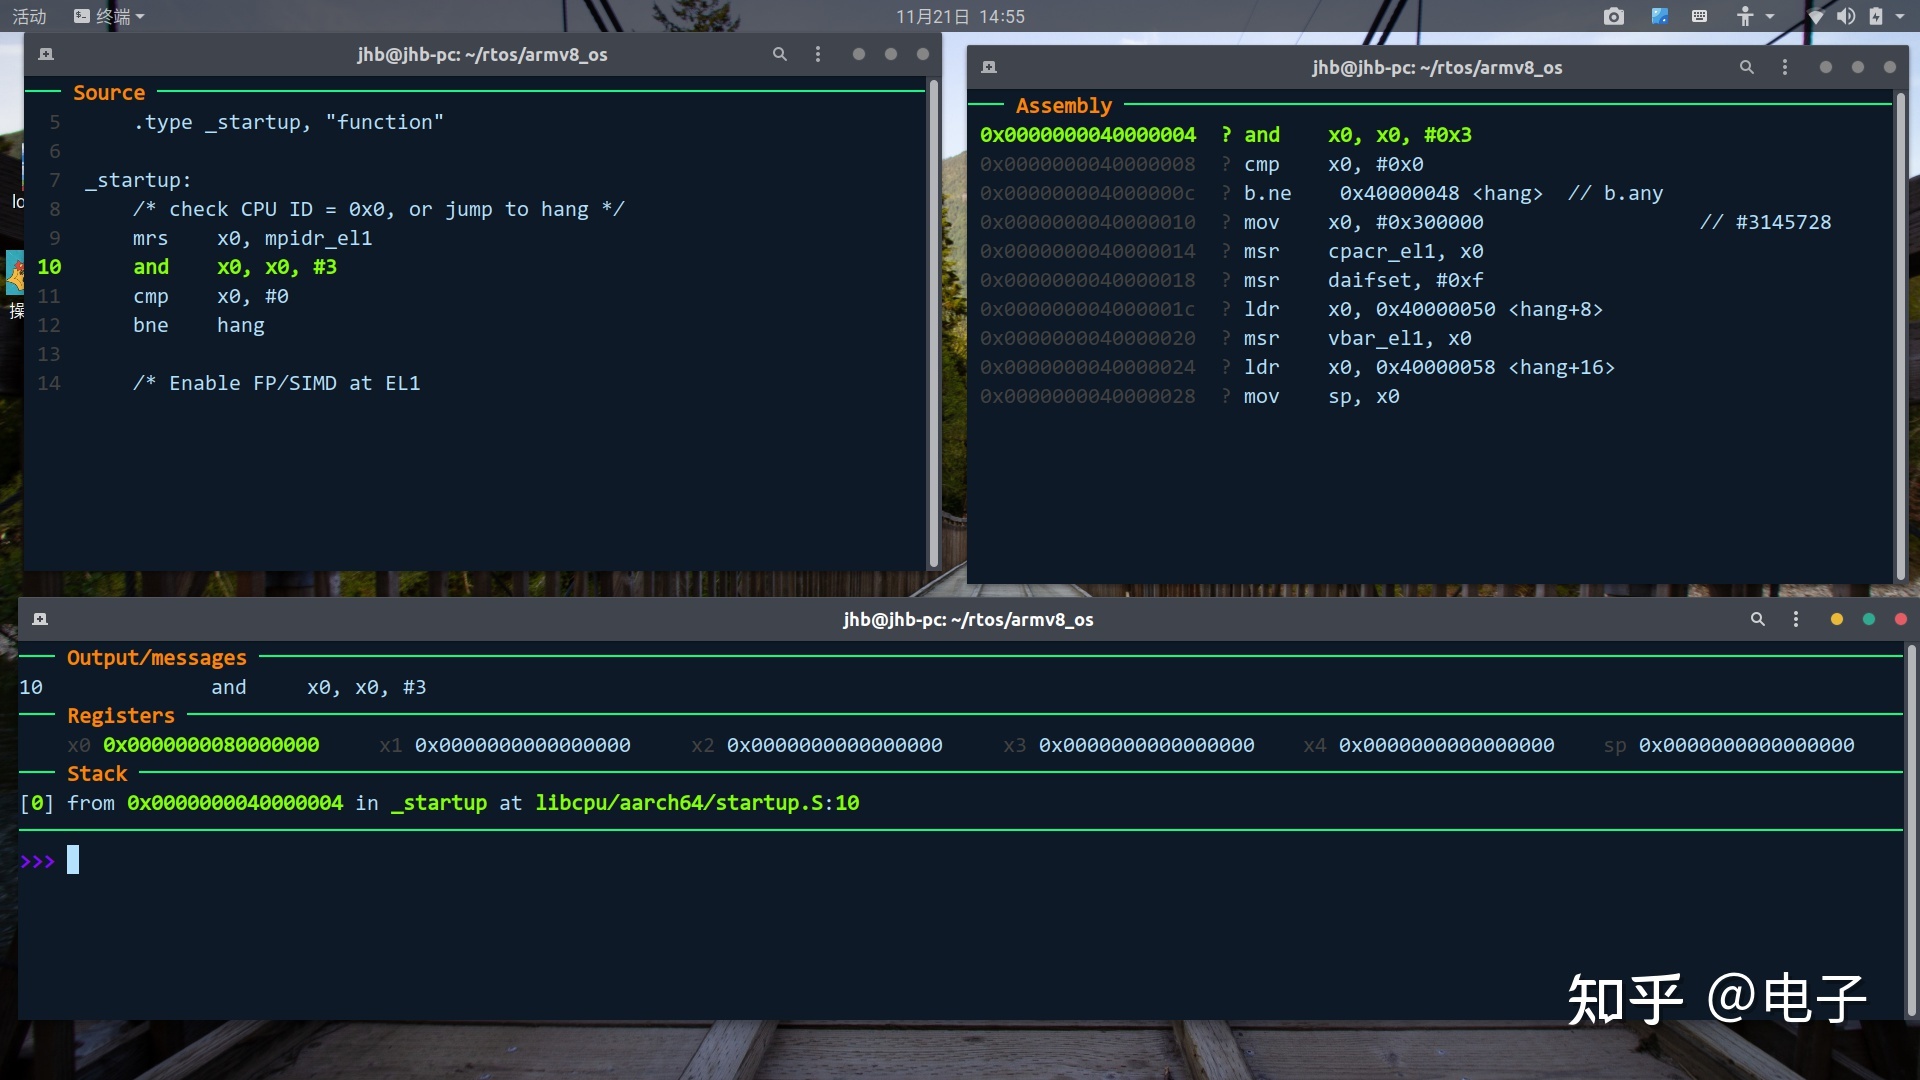 活动 终端 11月21日 14:55
jhb@jhb-pc: ~/rtos/armv8_os
Source
5 .type _startup, "function"
6
7 _startup:
8 /* check CPU ID = 0x0, or jump to hang */
9 mrs x0, mpidr_el1
10 and x0, x0, #3
11 cmp x0, #0
12 bne hang
13
14 /* Enable FP/SIMD at EL1
lo
操
jhb@jhb-pc: ~/rtos/armv8_os
Assembly
0x0000000040000004 ? and x0, x0, #0x3
0x0000000040000008 ? cmp x0, #0x0
0x000000004000000c ? b.ne 0x40000048 <hang> // b.any
0x0000000040000010 ? mov x0, #0x300000 // #3145728
0x0000000040000014 ? msr cpacr_el1, x0
0x0000000040000018 ? msr daifset, #0xf
0x000000004000001c ? ldr x0, 0x40000050 <hang+8>
0x0000000040000020 ? msr vbar_el1, x0
0x0000000040000024 ? ldr x0, 0x40000058 <hang+16>
0x0000000040000028 ? mov sp, x0
jhb@jhb-pc: ~/rtos/armv8_os
Output/messages
10 and x0, x0, #3
Registers
x0 0x0000000080000000 x1 0x0000000000000000 x2 0x0000000000000000 x3 0x0000000000000000 x4 0x0000000000000000 sp 0x0000000000000000
Stack
[0] from 0x0000000040000004 in _startup at libcpu/aarch64/startup.S:10
>>>
知乎 @电子